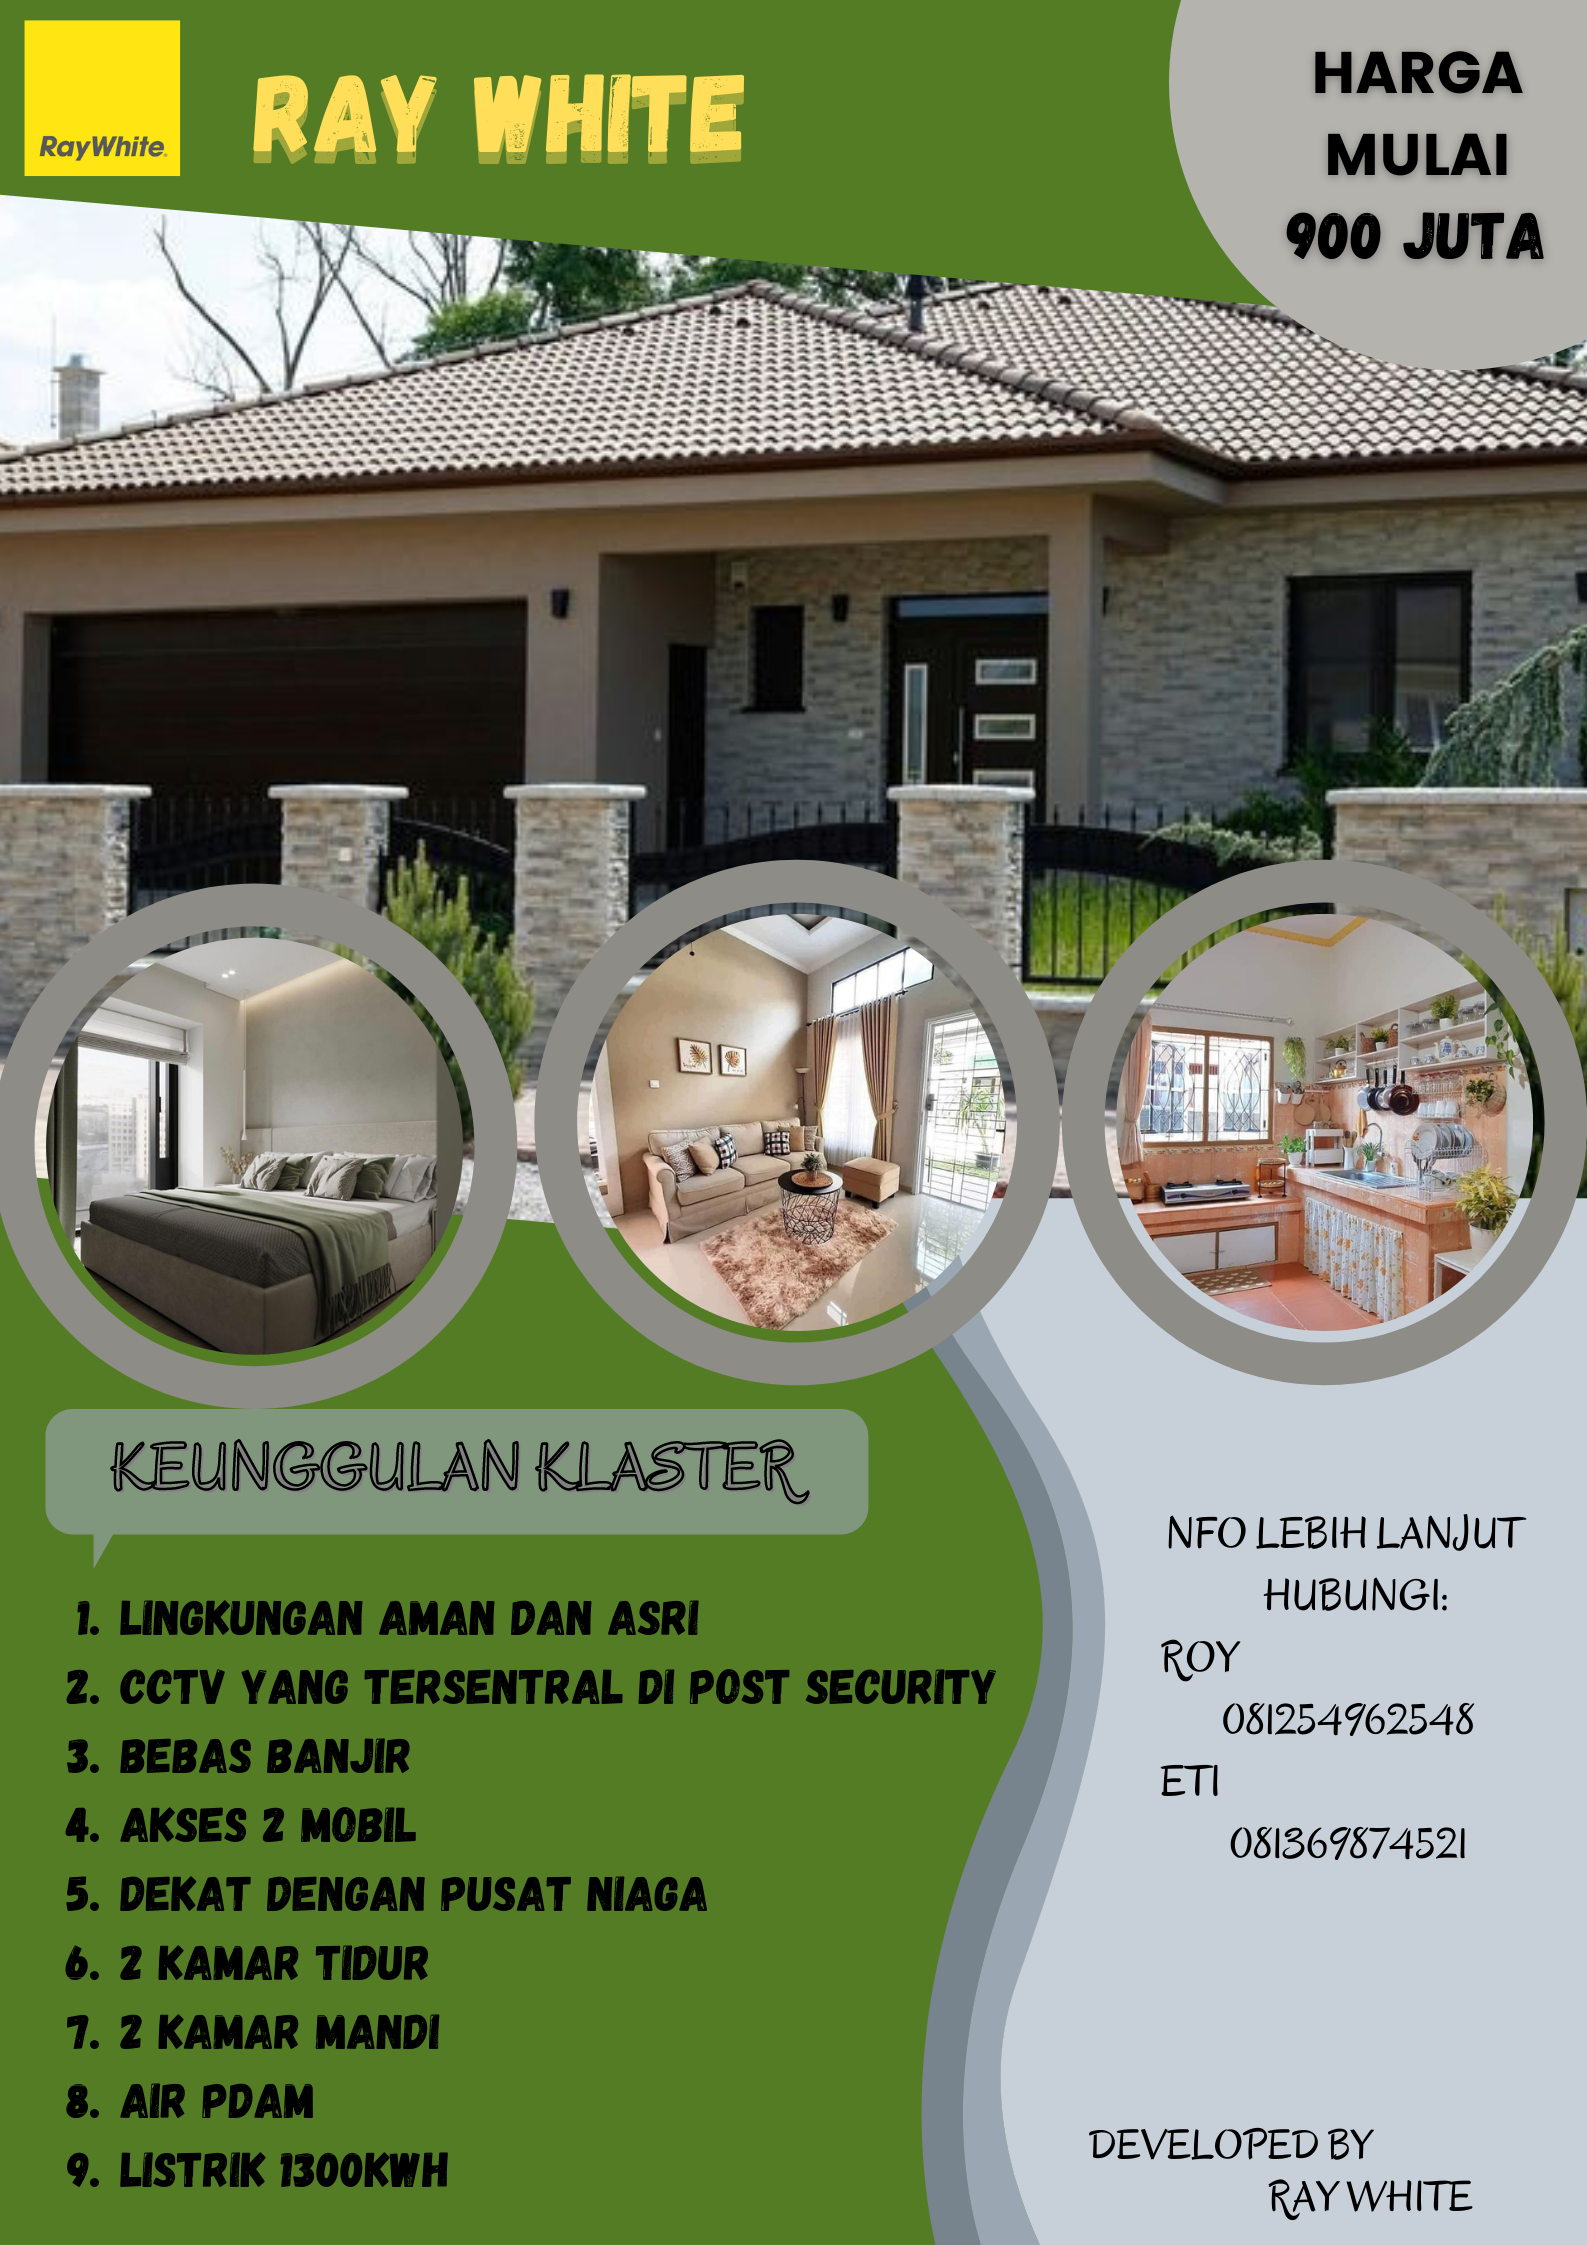 RayWhite.
RAY WHITE
HARGA
MULAI
900 JUTA
KEUNGGULAN KLASTER
1. LINGKUNGAN AMAN DAN ASRI
2. CCTV YANG TERSENTRAL DI POST SECURITY
3. BEBAS BANJIR
4. AKSES 2 MOBIL
5. DEKAT DENGAN PUSAT NIAGA
6. 2 KAMAR TIDUR
7. 2 KAMAR MANDI
8. AIR PDAM
9. LISTRIK 1300KWH
NFO LEBIH LANJUT
HUBUNGI:
ROY
081254962548
ETI
081369874521
DEVELOPED BY
RAY WHITE